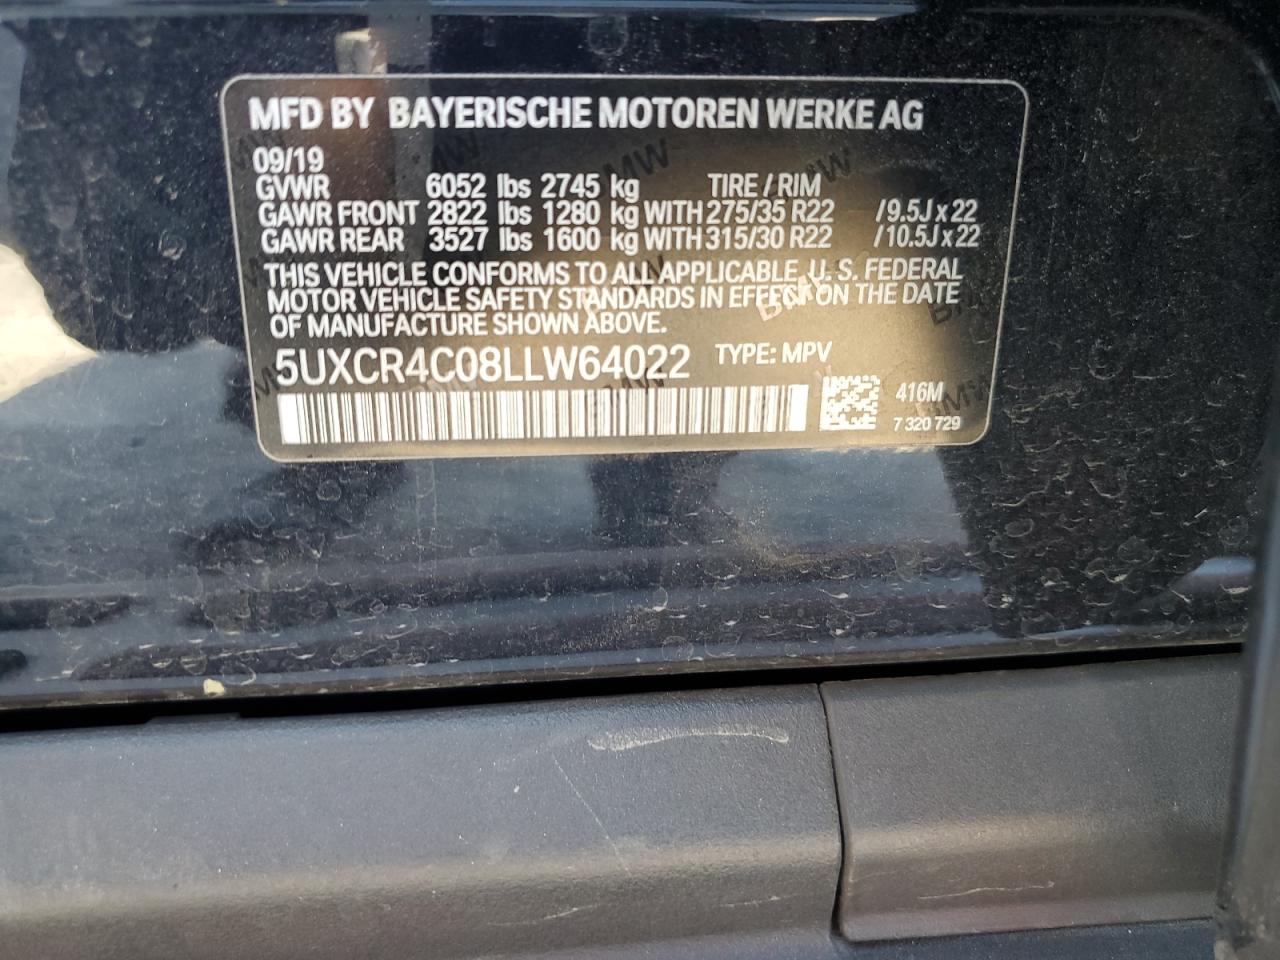 MFD BY BAYERISCHE MOTOREN WERKE AG
09/19
GVWR 6052 lbs 2745 kg TIRE / RIM
GAWR FRONT 2822 lbs 1280 kg WITH 275/35 R22 /9.5J x 22
GAWR REAR 3527 lbs 1600 kg WITH 315/30 R22 /10.5J x 22
THIS VEHICLE CONFORMS TO ALL APPLICABLE U. S. FEDERAL
MOTOR VEHICLE SAFETY STANDARDS IN EFFECT ON THE DATE
OF MANUFACTURE SHOWN ABOVE.
5UXCR4C08LLW64022 TYPE: MPV
416M
7 320 729